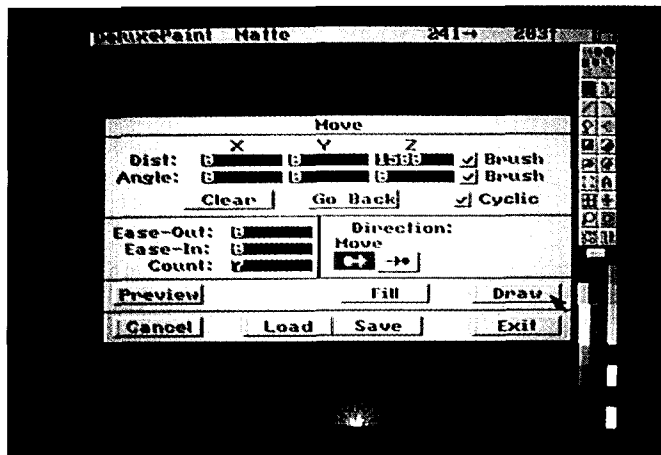 DeluxePaint Matte 241→ 203↑
Move
X Y Z
Dist: 0 0 1500 ✓ Brush
Angle: 0 0 0 ✓ Brush
Clear Go Back ✓ Cyclic
Ease-Out: 0 Direction:
Ease-In: 0 Move
Count:
Preview Fill Draw
Cancel Load Save Exit